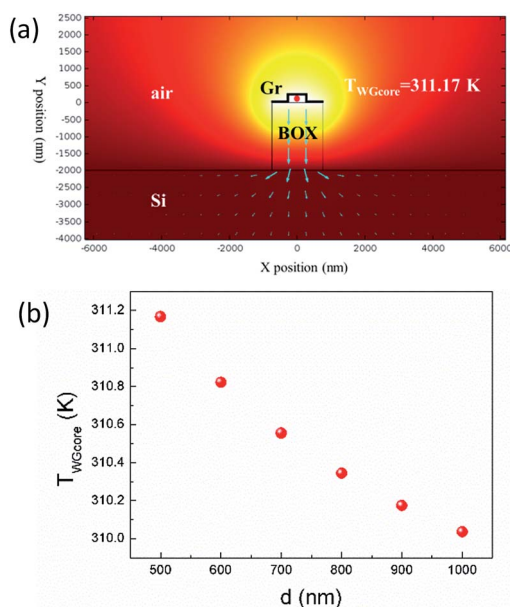 (a)
2500
2000
1500
1000
500
0
-500
-1000
-1500
-2000
-2500
-3000
-3500
-4000
Y position (nm)
air
Gr
T_WGcore=311.17 K
BOX
Si
-6000 -4000 -2000 0 2000 4000 6000
X position (nm)
(b)
311.2
311.0
310.8
310.6
310.4
310.2
310.0
T_WGcore (K)
500 600 700 800 900 1000
d (nm)